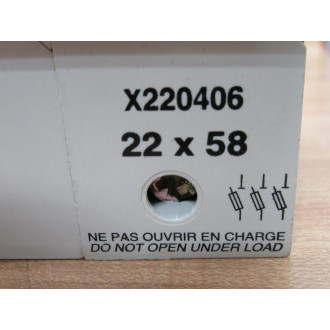 X220406
22 x 58
NE PAS OUVRIR EN CHARGE
DO NOT OPEN UNDER LOAD